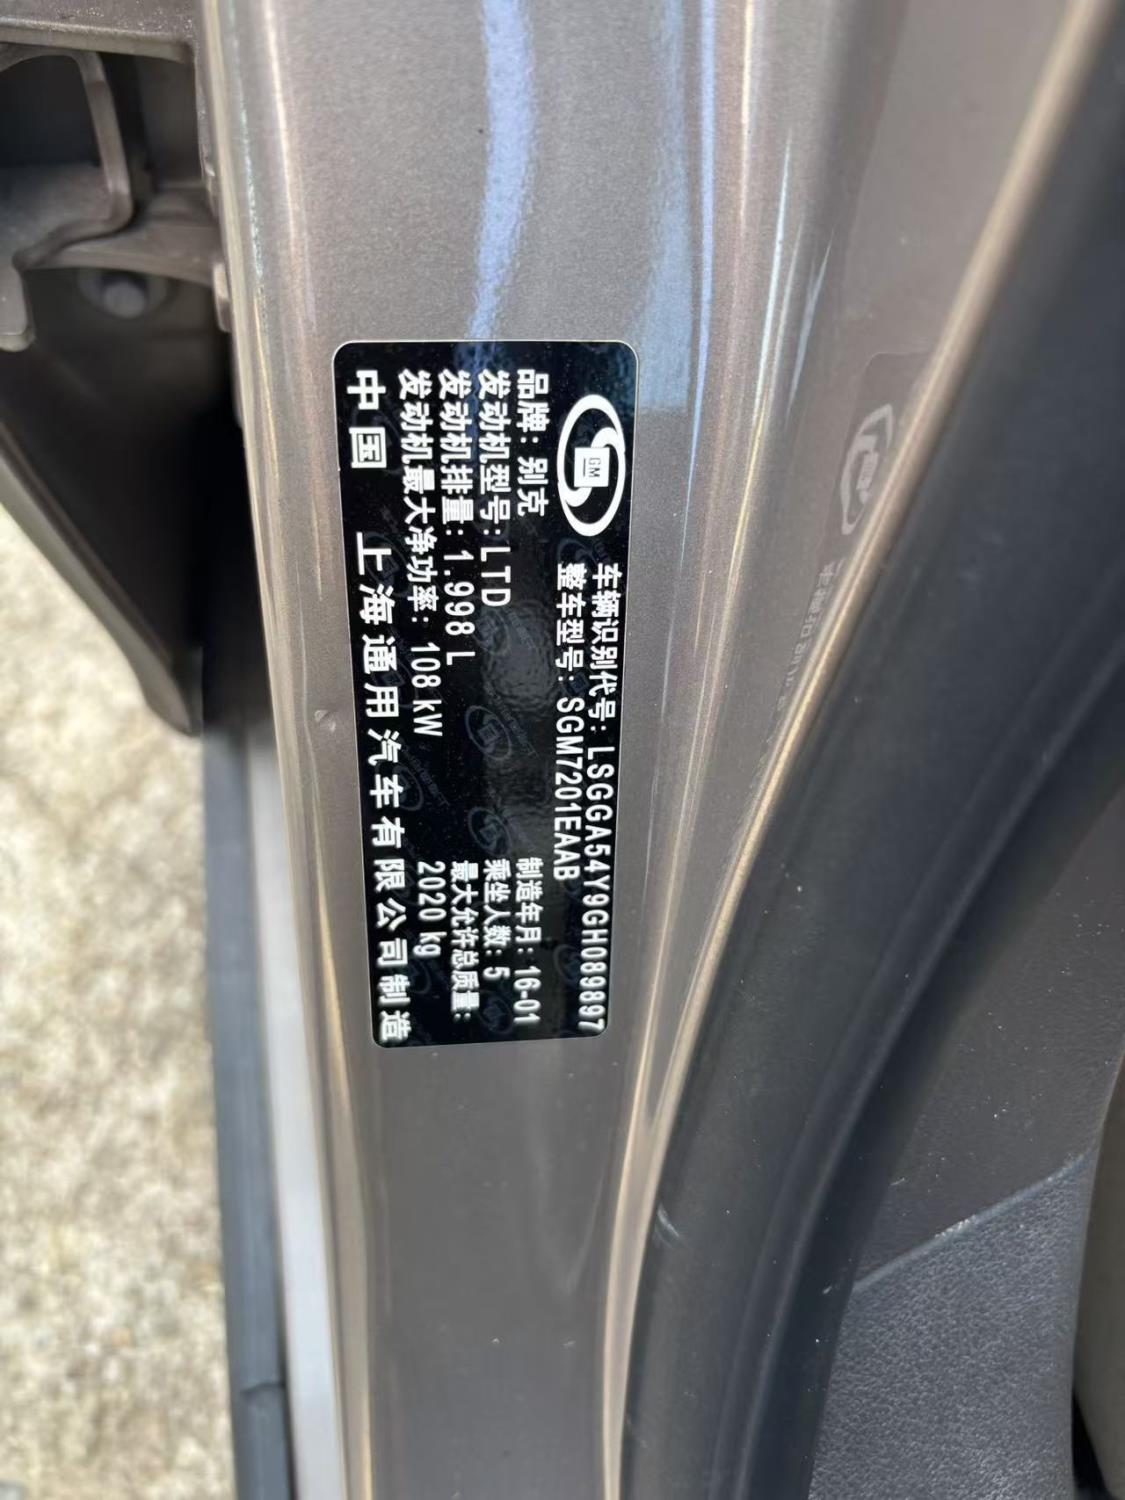 GM
车辆识别代号: LSGGA54Y9GH089897
整车型号: SGM7201EAAB
品牌: 别克
制造年月: 16-01
发动机型号: LTD
乘坐人数: 5
发动机排量: 1.998 L
最大允许总质量:
发动机最大净功率: 108 kW
2020 kg
中国 上海通用汽车有限公司制造